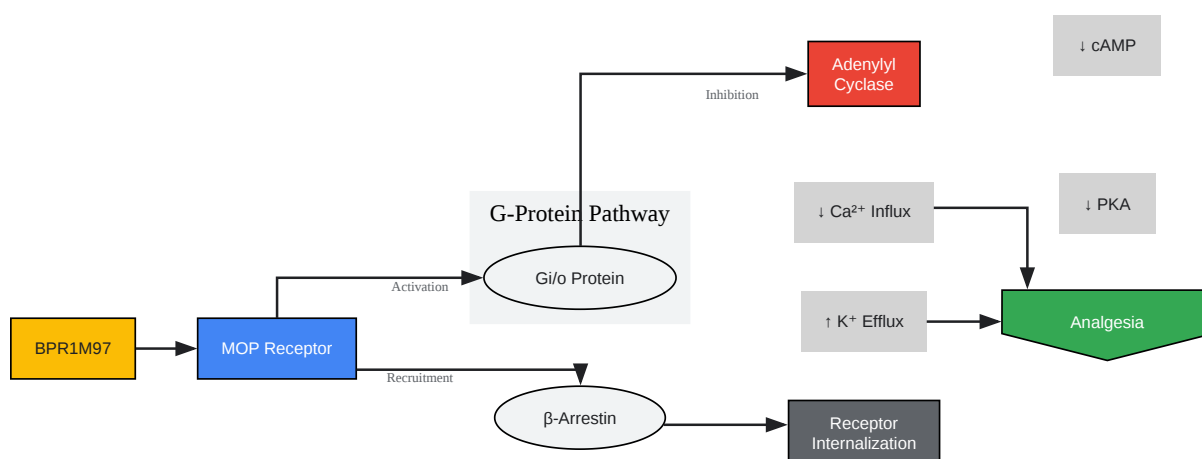 ↓ cAMP
Adenylyl
Cyclase
Inhibition
↓ Ca²⁺ Influx
↓ PKA
G-Protein Pathway
Gi/o Protein
Activation
↑ K⁺ Efflux
Analgesia
BPR1M97
MOP Receptor
Recruitment
β-Arrestin
Receptor
Internalization